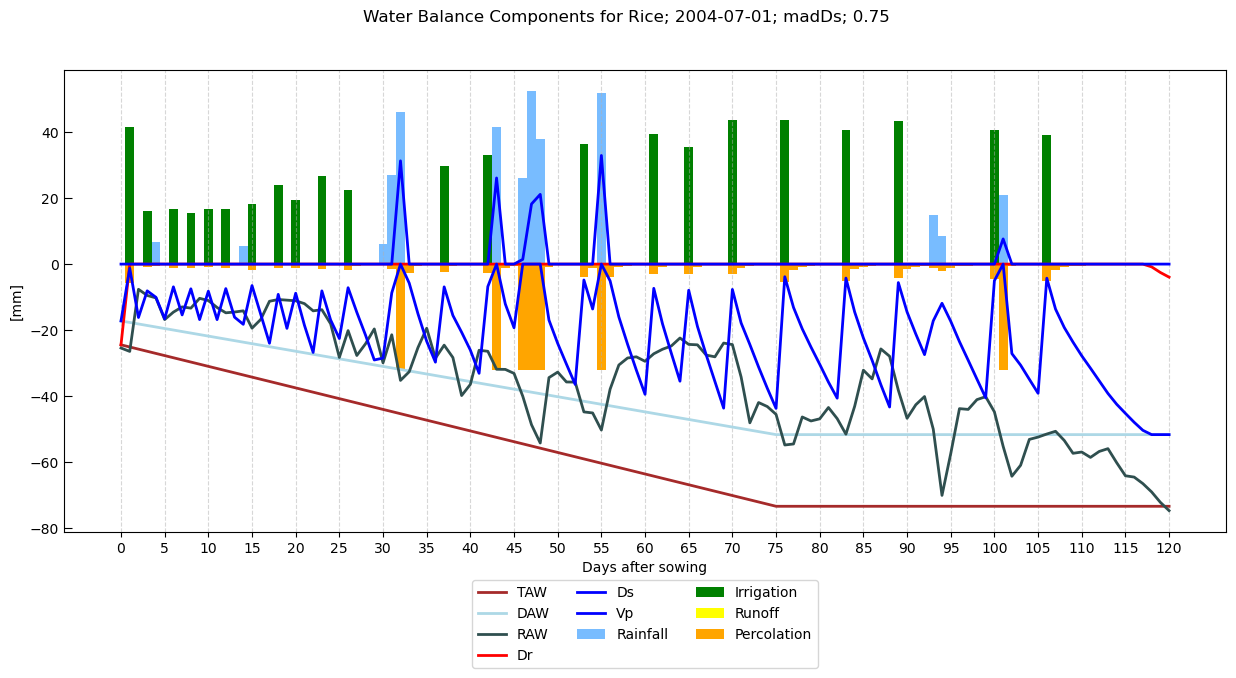 Water Balance Components for Rice; 2004-07-01; madDs; 0.75
40
20
0
−20
−40
−60
−80
[mm]
0 5 10 15 20 25 30 35 40 45 50 55 60 65 70 75 80 85 90 95 100 105 110 115 120
Days after sowing
TAW Ds Irrigation
DAW Vp Runoff
RAW Rainfall Percolation
Dr